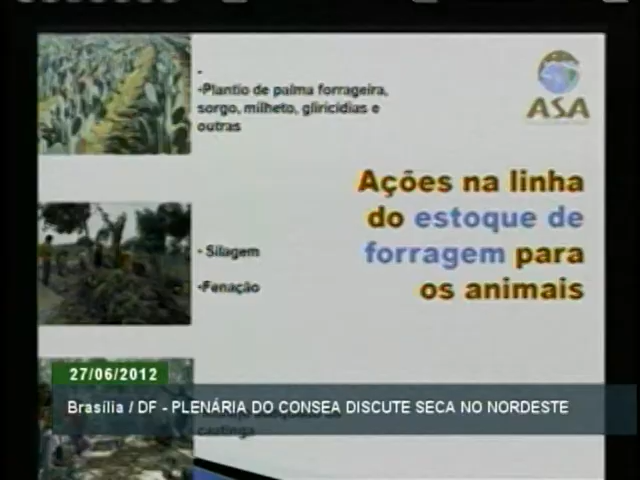 -
-Plantio de palma forrageira,
sorgo, milheto, gliricídias e
outras
ASA
Ações na linha
do estoque de
forragem para
os animais
- Silagem
-Fenação
27/06/2012
Brasília / DF - PLENÁRIA DO CONSEA DISCUTE SECA NO NORDESTE
caatinga